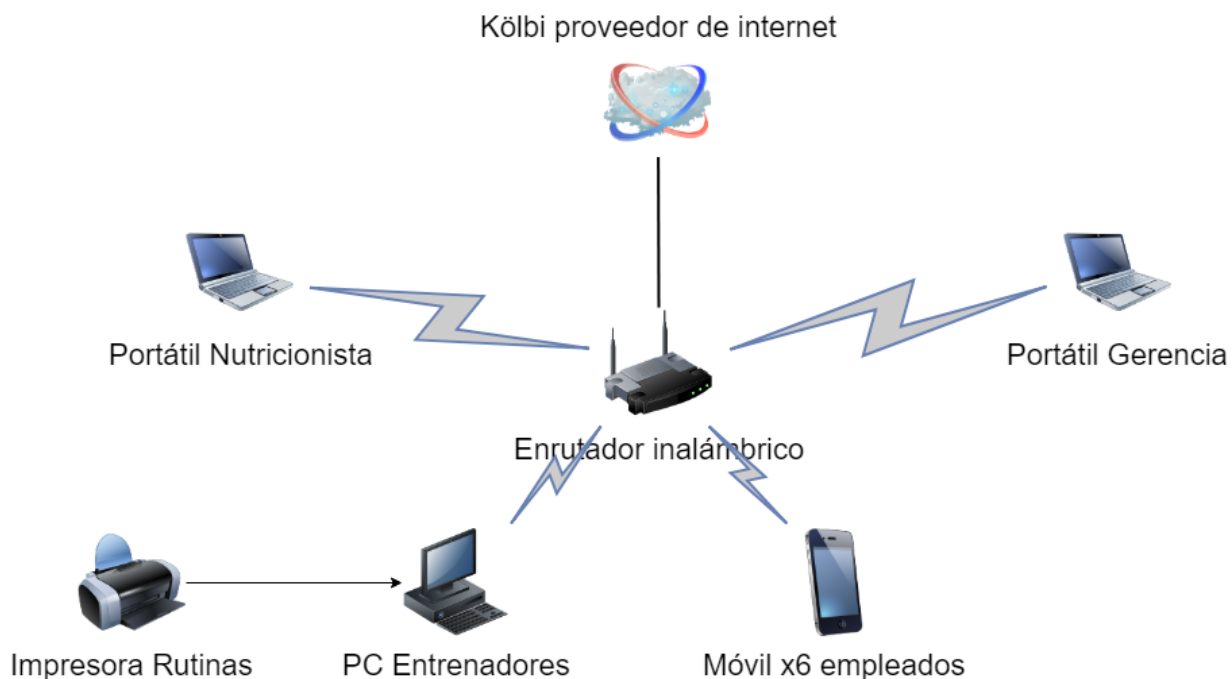 Kölbi proveedor de internet
Portátil Nutricionista
Portátil Gerencia
Enrutador inalámbrico
Impresora Rutinas
PC Entrenadores
Móvil x6 empleados